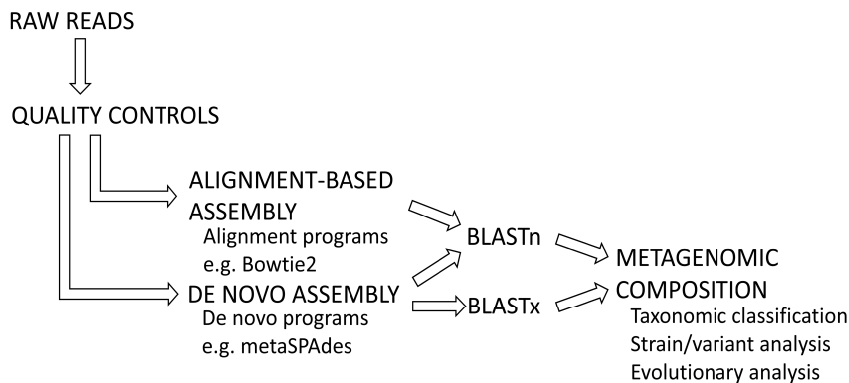 RAW READS
QUALITY CONTROLS
ALIGNMENT-BASED
ASSEMBLY
Alignment programs
e.g. Bowtie2
DE NOVO ASSEMBLY
De novo programs
e.g. metaSPAdes
BLASTn
BLASTx
METAGENOMIC
COMPOSITION
Taxonomic classification
Strain/variant analysis
Evolutionary analysis